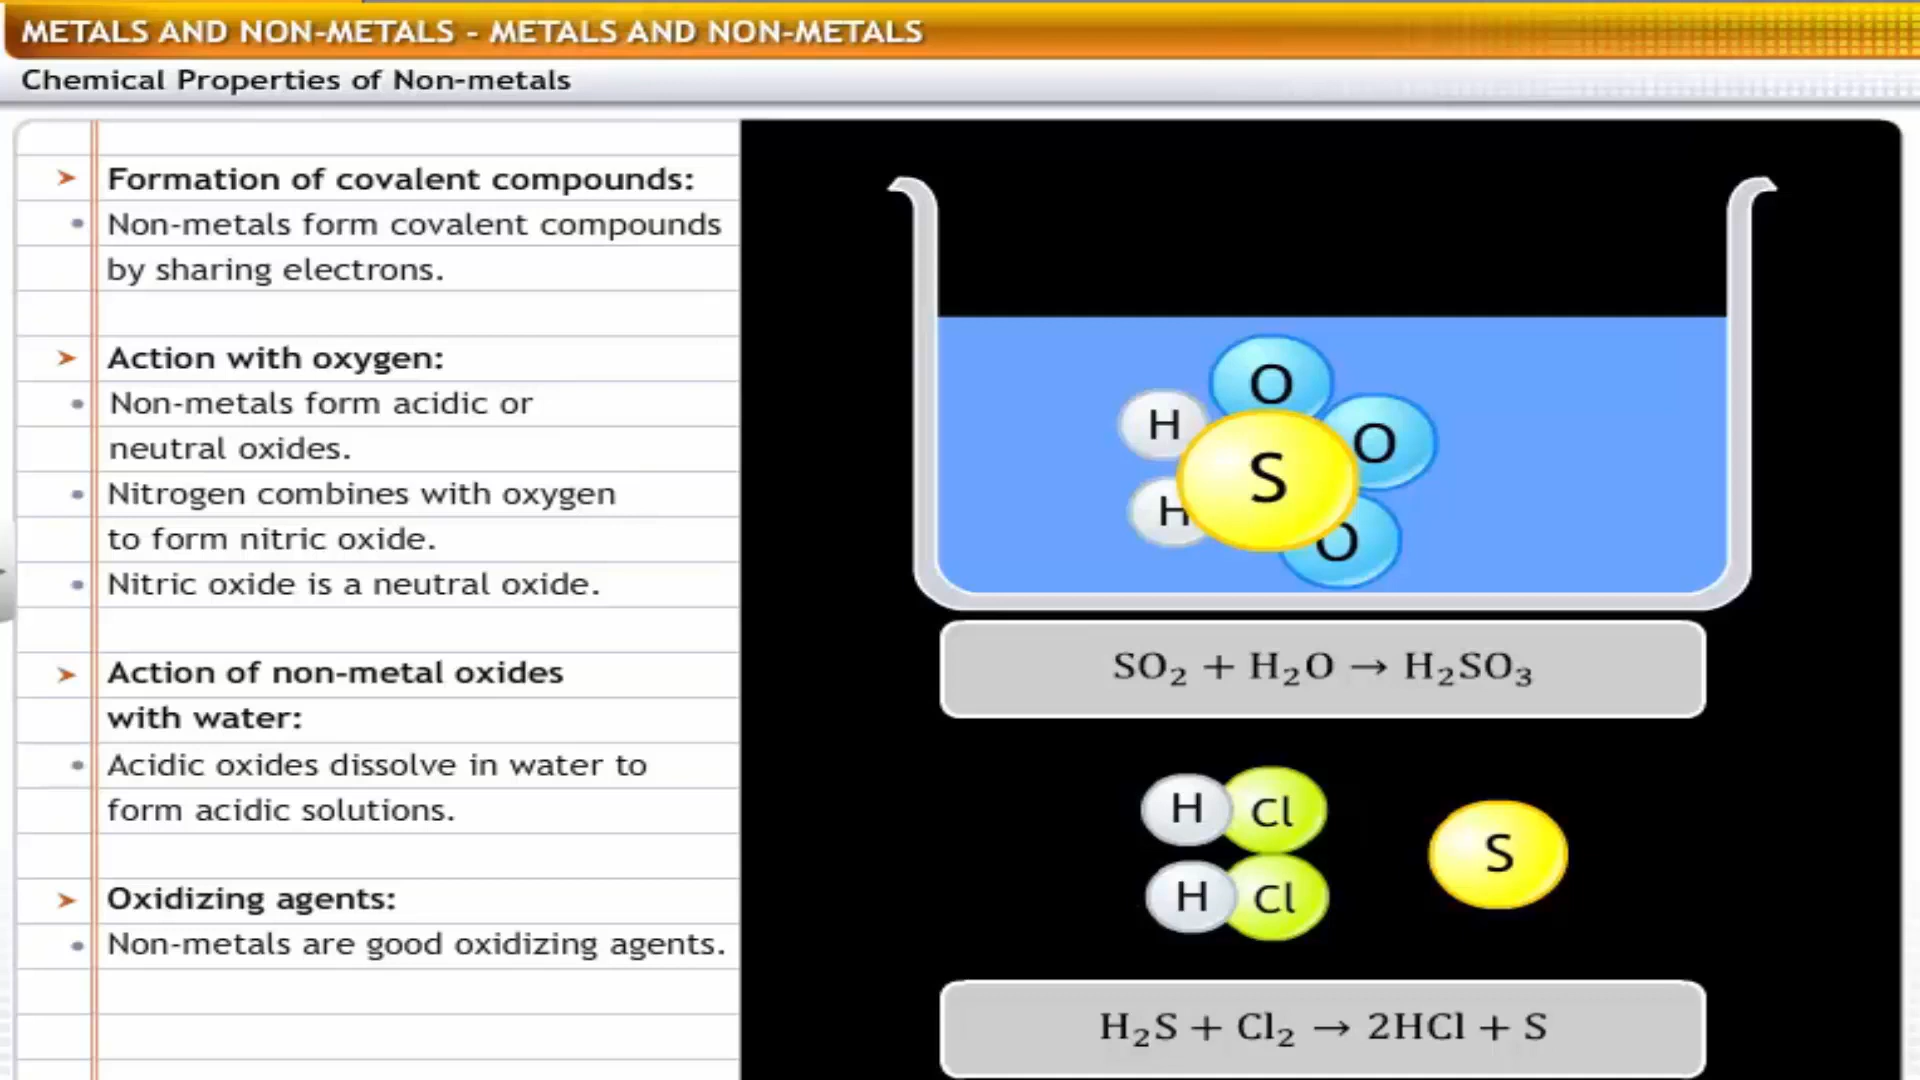 METALS AND NON-METALS - METALS AND NON-METALS
Chemical Properties of Non-metals
➤ Formation of covalent compounds:
• Non-metals form covalent compounds
by sharing electrons.
➤ Action with oxygen:
• Non-metals form acidic or
neutral oxides.
• Nitrogen combines with oxygen
to form nitric oxide.
• Nitric oxide is a neutral oxide.
➤ Action of non-metal oxides
with water:
• Acidic oxides dissolve in water to
form acidic solutions.
➤ Oxidizing agents:
• Non-metals are good oxidizing agents.
O
H
O
S
H
O
SO₂ + H₂O → H₂SO₃
H Cl
S
H Cl
H₂S + Cl₂ → 2HCl + S